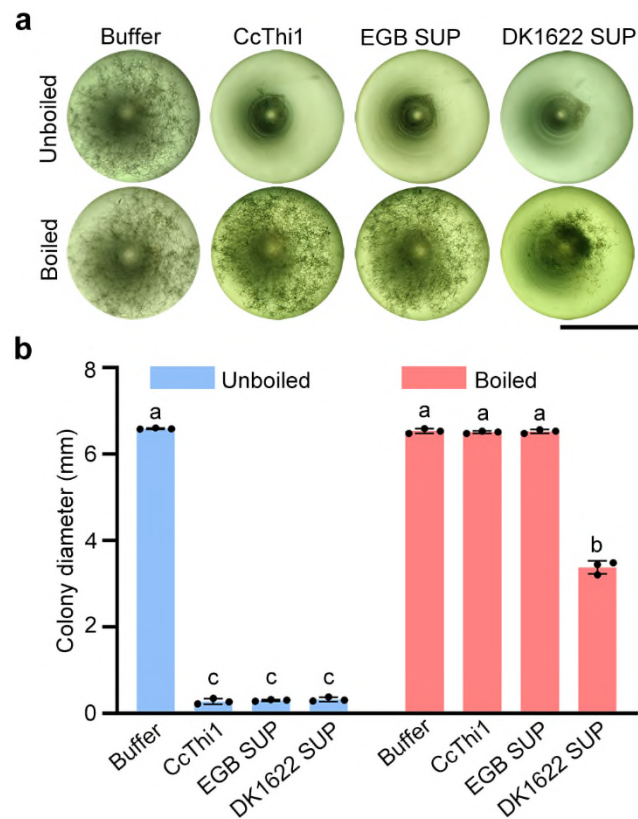 a
Buffer CcThi1 EGB SUP DK1622 SUP
Unboiled
Boiled
b
8
Unboiled Boiled
a a a a
6
b
4
2
c c c
0
Colony diameter (mm)
Buffer CcThi1 EGB SUP DK1622 SUP Buffer CcThi1 EGB SUP DK1622 SUP